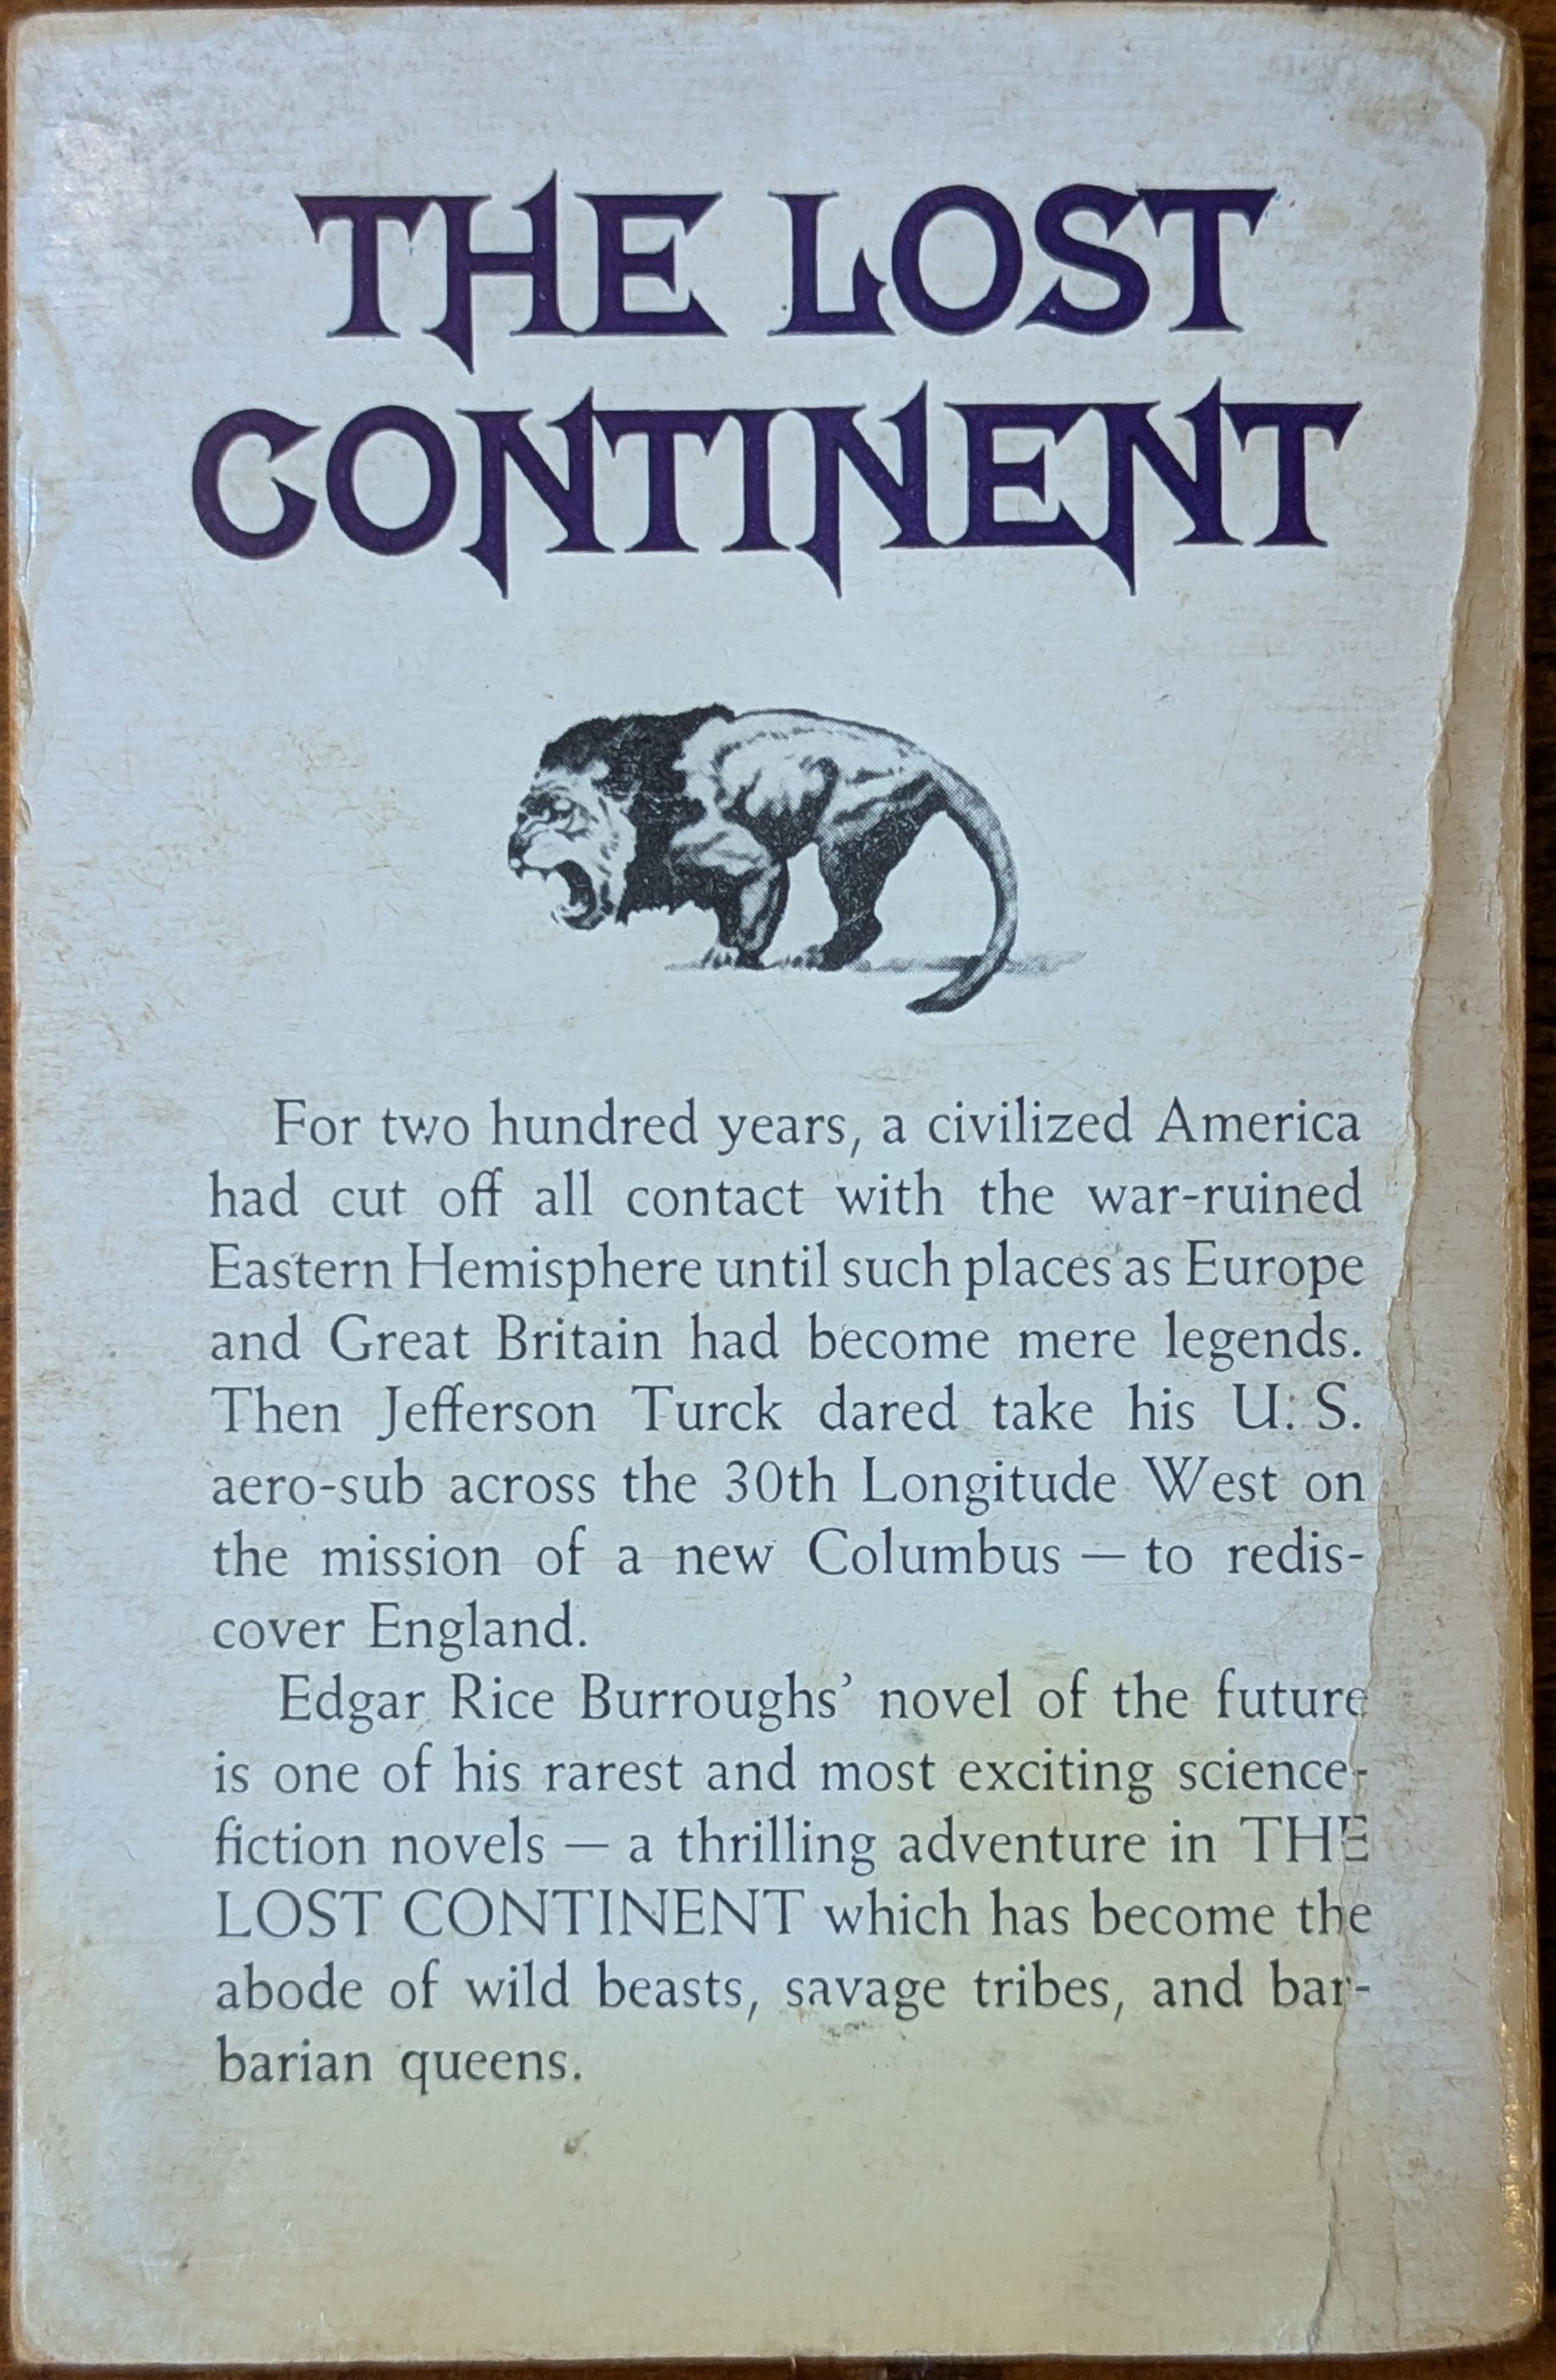 THE LOST
CONTINENT
For two hundred years, a civilized America
had cut off all contact with the war-ruined
Eastern Hemisphere until such places as Europe
and Great Britain had become mere legends.
Then Jefferson Turck dared take his U. S.
aero-sub across the 30th Longitude West on
the mission of a new Columbus — to redis-
cover England.
Edgar Rice Burroughs’ novel of the future
is one of his rarest and most exciting science-
fiction novels — a thrilling adventure in THE
LOST CONTINENT which has become the
abode of wild beasts, savage tribes, and bar-
barian queens.